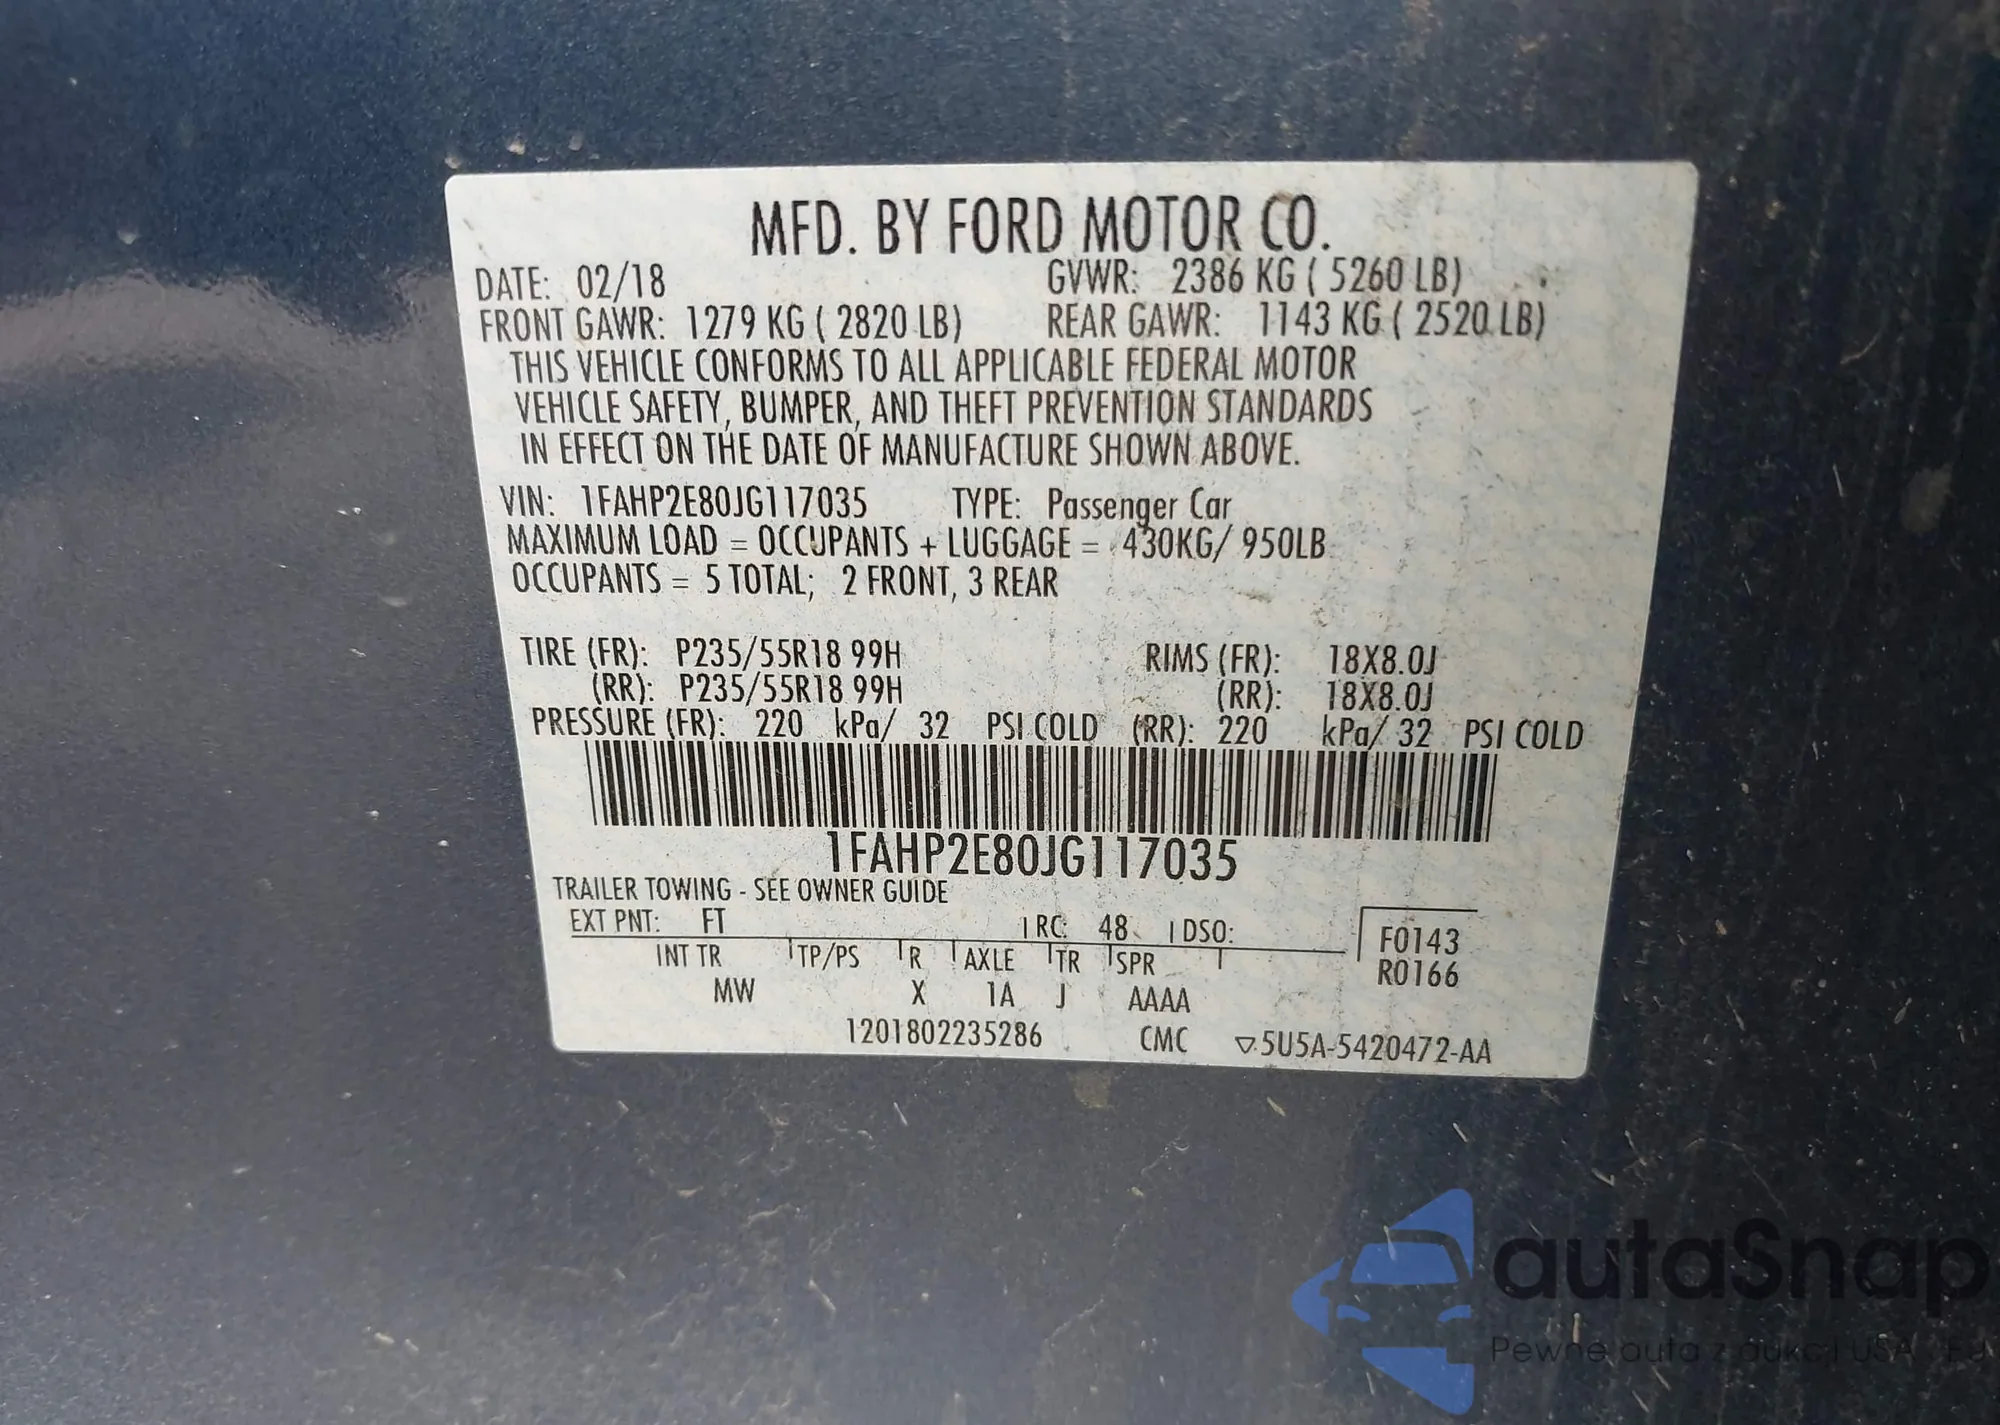 MFD. BY FORD MOTOR CO.
DATE: 02/18 GVWR: 2386 KG ( 5260 LB)
FRONT GAWR: 1279 KG ( 2820 LB) REAR GAWR: 1143 KG ( 2520 LB)
THIS VEHICLE CONFORMS TO ALL APPLICABLE FEDERAL MOTOR
VEHICLE SAFETY, BUMPER, AND THEFT PREVENTION STANDARDS
IN EFFECT ON THE DATE OF MANUFACTURE SHOWN ABOVE.
VIN: 1FAHP2E80JG117035 TYPE: Passenger Car
MAXIMUM LOAD = OCCUPANTS + LUGGAGE = 430KG/ 950LB
OCCUPANTS = 5 TOTAL; 2 FRONT, 3 REAR
TIRE (FR): P235/55R18 99H RIMS (FR): 18X8.0J
(RR): P235/55R18 99H (RR): 18X8.0J
PRESSURE (FR): 220 kPa/ 32 PSI COLD (RR): 220 kPa/ 32 PSI COLD
1FAHP2E80JG117035
TRAILER TOWING - SEE OWNER GUIDE
EXT PNT: FT RC: 48 DSO:
F0143
INT TR TP/PS R AXLE TR SPR
R0166
MW X 1A J AAAA
1201802235286 CMC ▽5U5A-5420472-AA
autaSnap
Pewne auta z aukcji USA i EU